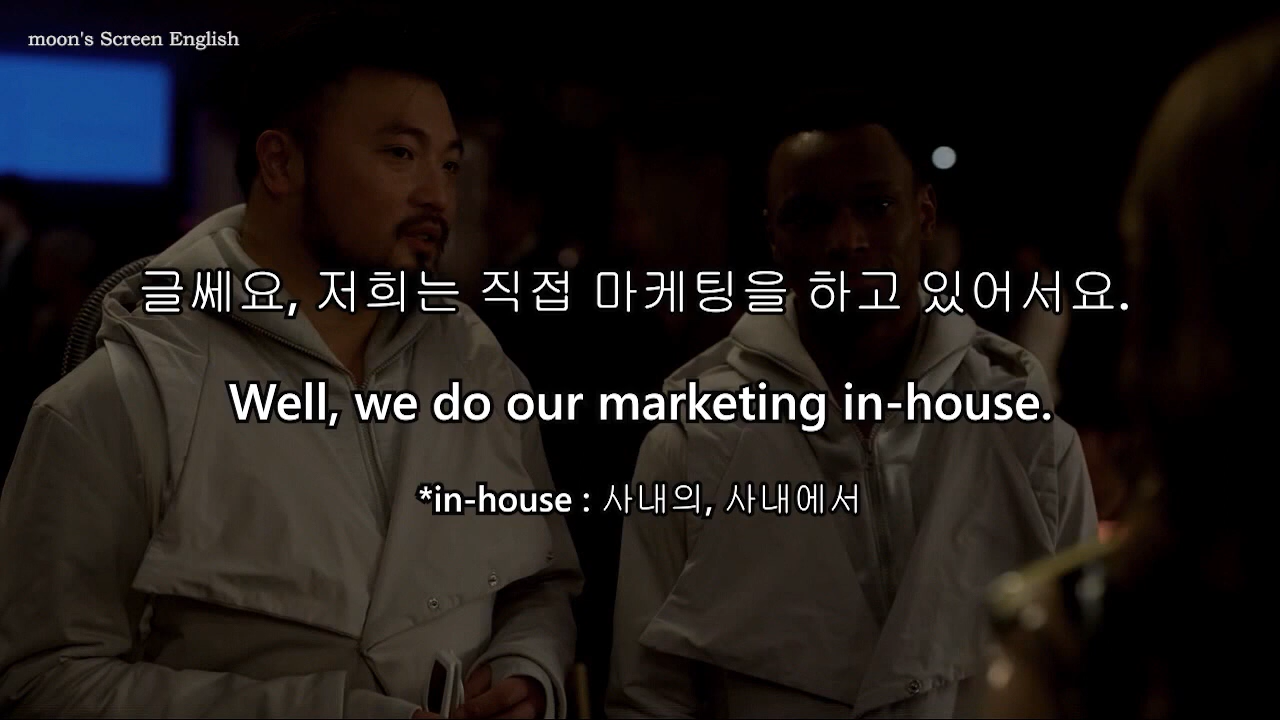 moon's Screen English
글쎄요, 저희는 직접 마케팅을 하고 있어서요.
Well, we do our marketing in-house.
*in-house : 사내의, 사내에서